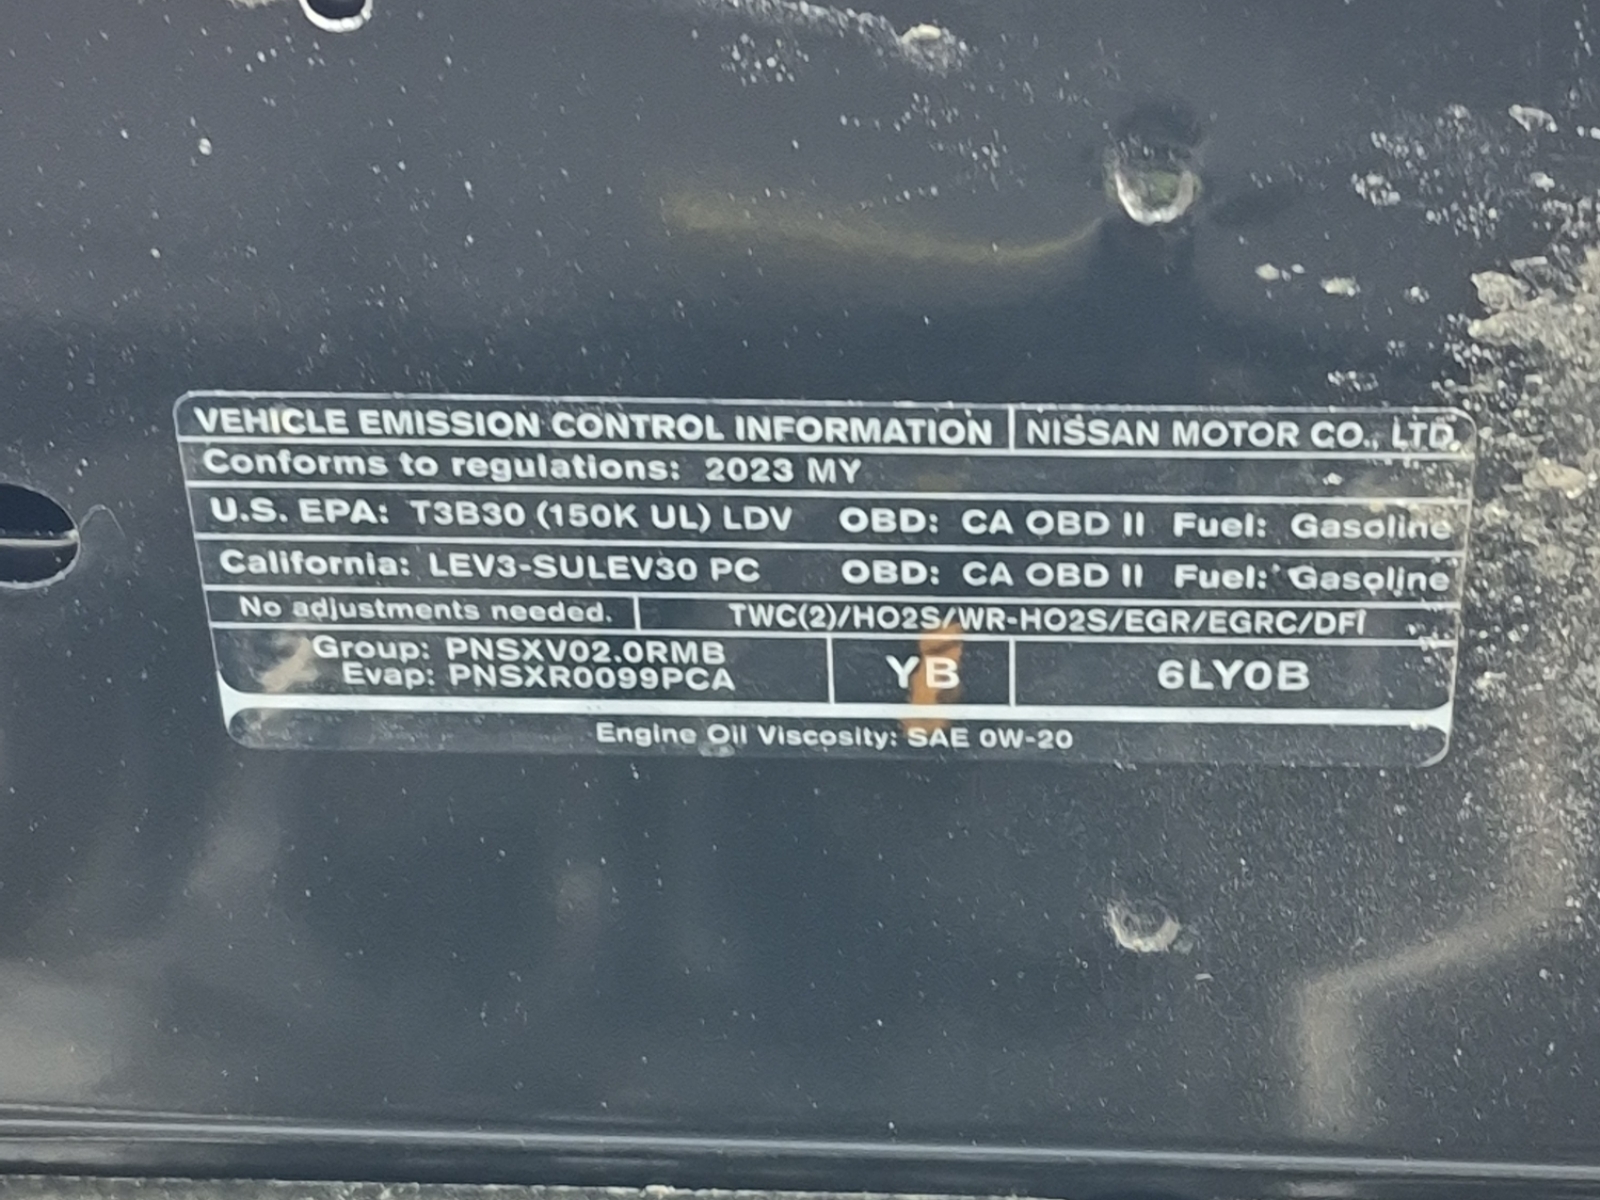 VEHICLE EMISSION CONTROL INFORMATION NISSAN MOTOR CO., LTD.
Conforms to regulations: 2023 MY
U.S. EPA: T3B30 (150K UL) LDV OBD: CA OBD II Fuel: Gasoline
California: LEV3-SULEV30 PC OBD: CA OBD II Fuel: Gasoline
No adjustments needed. TWC(2)/HO2S/WR-HO2S/EGR/EGRC/DFI
Group: PNSXV02.0RMB
Evap: PNSXR0099PCA
YB
6LY0B
Engine Oil Viscosity: SAE 0W-20